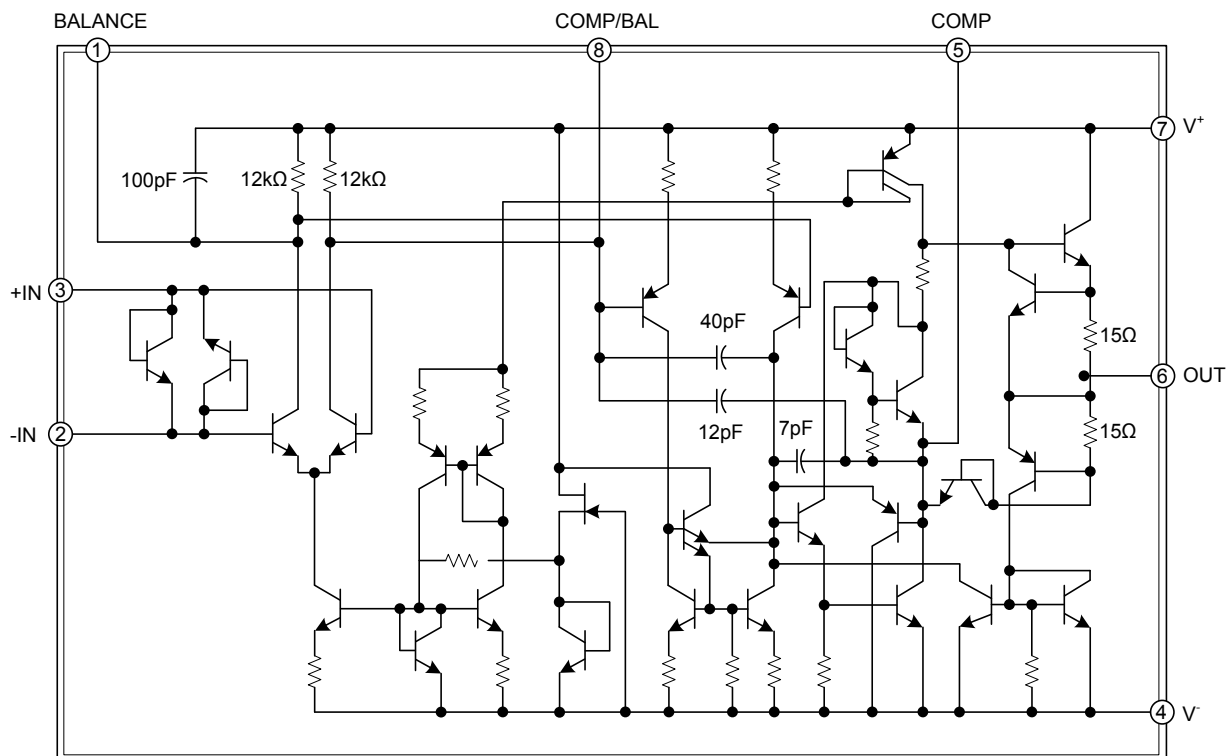 BALANCE
COMP/BAL
COMP
1
8
5
7
V+
100pF
12kΩ
12kΩ
+IN
3
40pF
15Ω
6
OUT
-IN
2
12pF
7pF
15Ω
4
V-